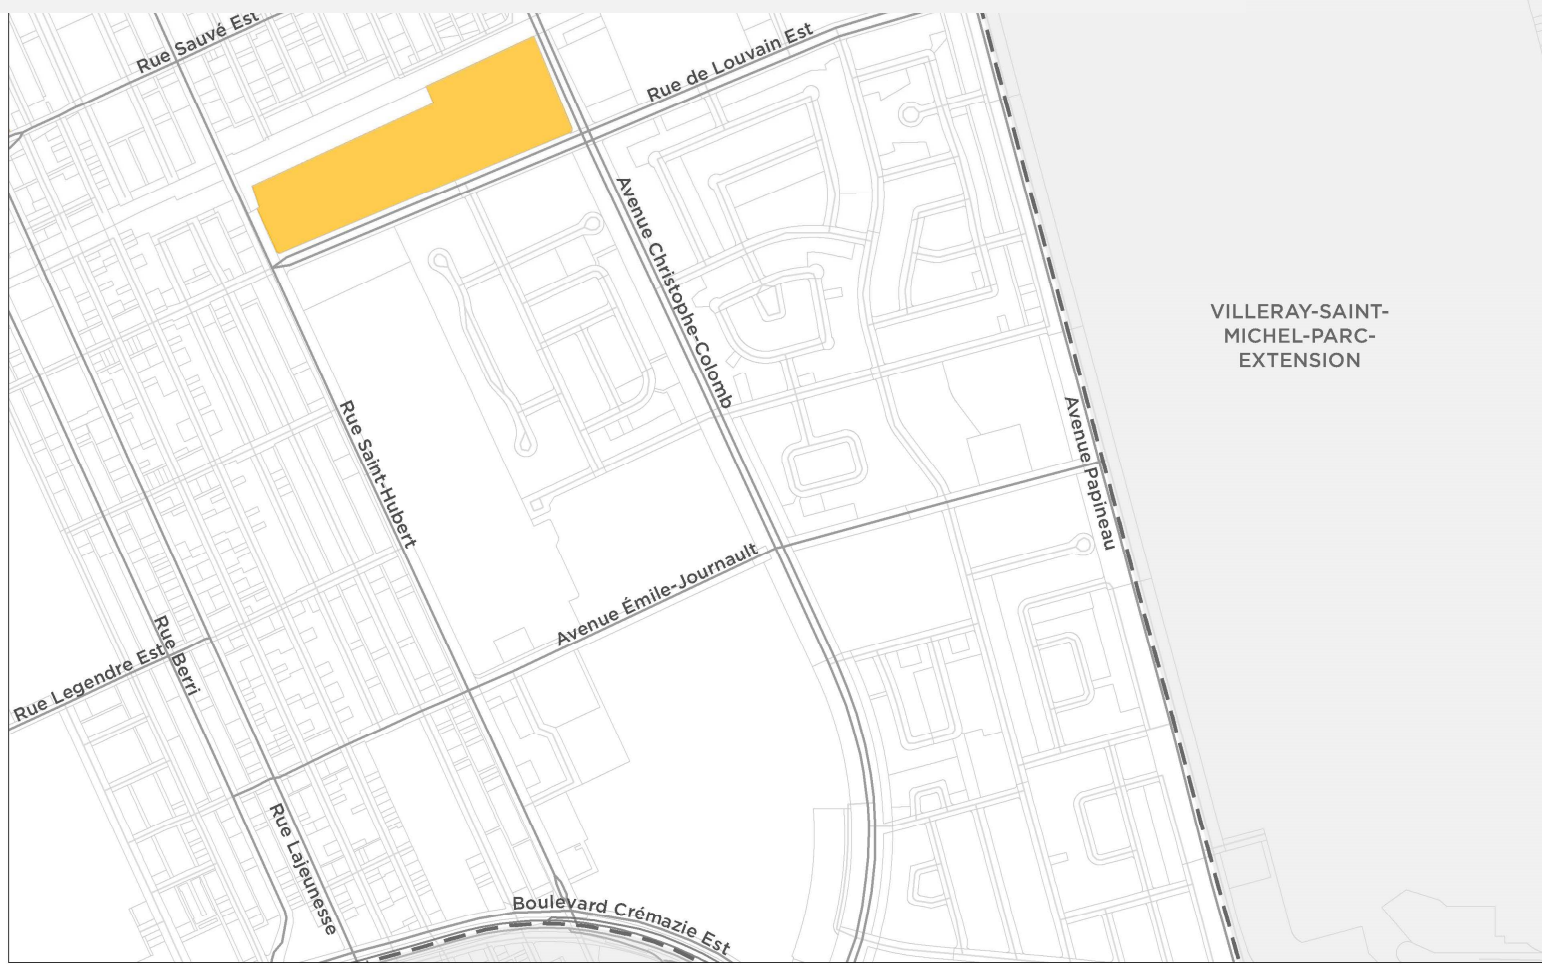 Rue Sauvé Est
Rue de Louvain Est
Avenue Christophe-Colomb
VILLERAY-SAINT-
MICHEL-PARC-
EXTENSION
Rue Saint-Hubert
Avenue Papineau
Avenue Émile-Journault
Rue Berri
Rue Legendre Est
Rue Lajeunesse
Boulevard Crémazie Est